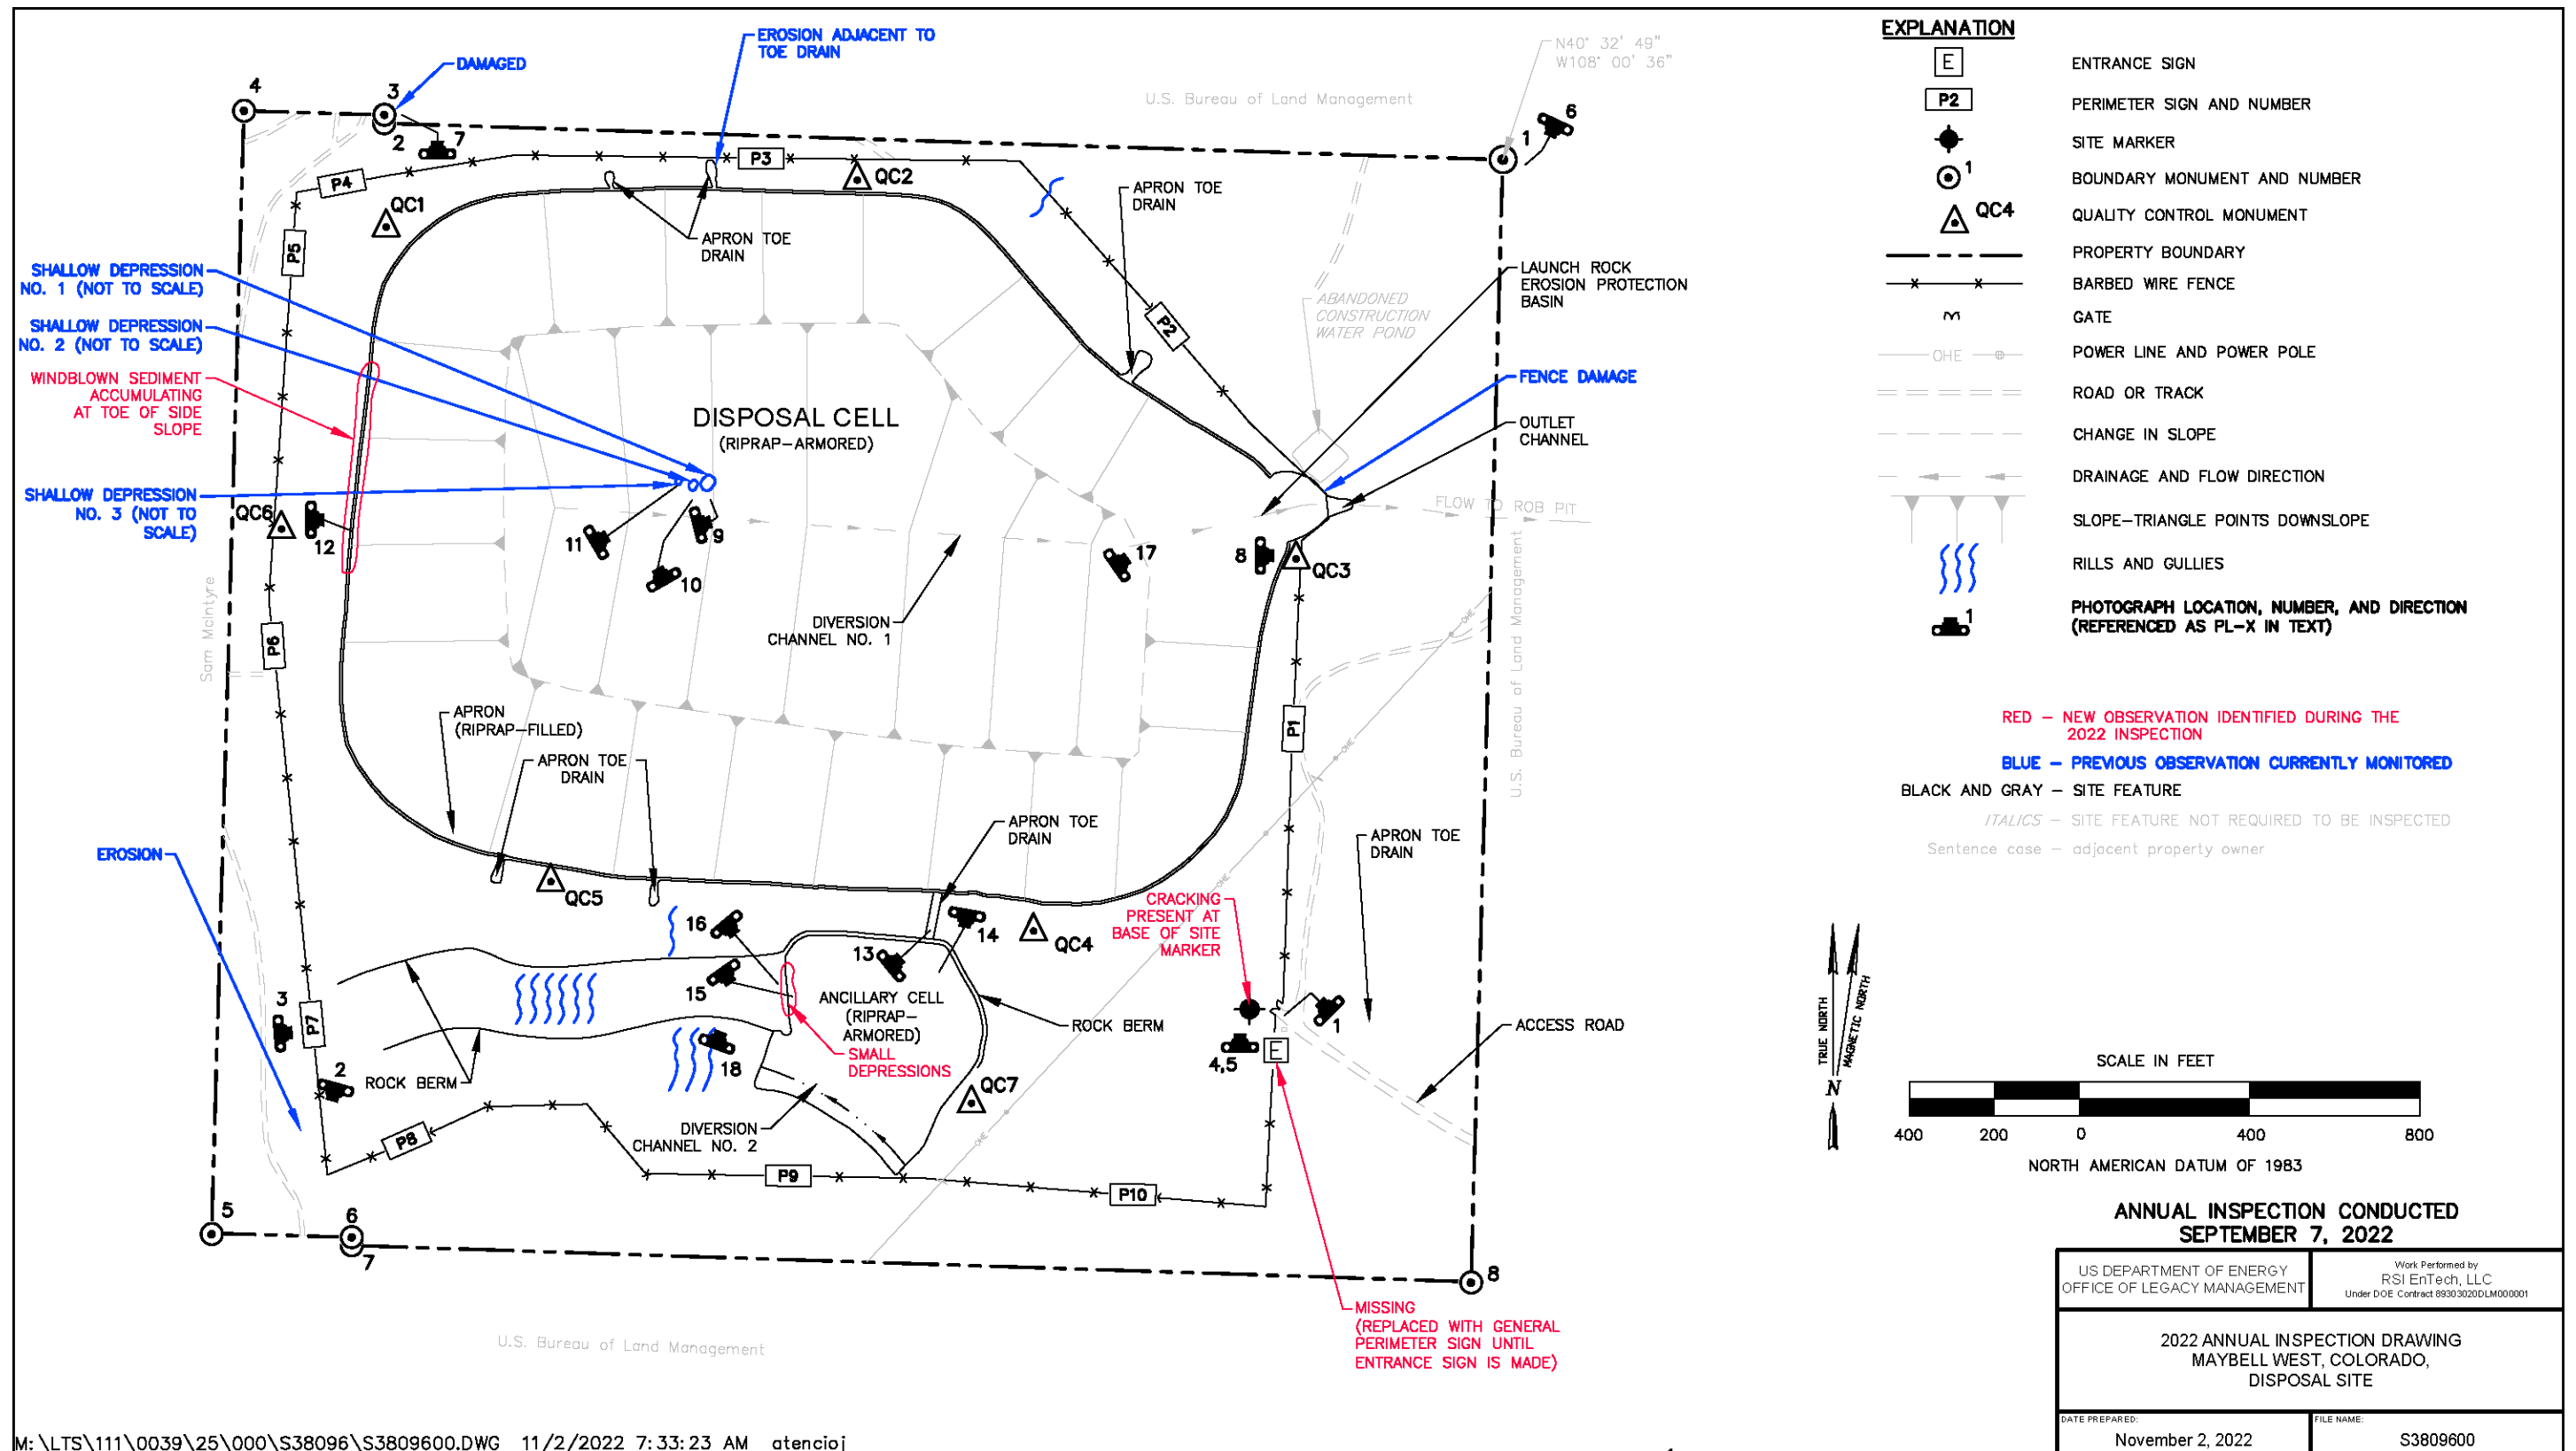 EROSION ADJACENT TO
TOE DRAIN
DAMAGED
N40° 32' 49"
W108° 00' 36"
U.S. Bureau of Land Management
4
3
2
7
1
6
P3
P4
QC2
QC1
P5
APRON TOE
DRAIN
APRON TOE
DRAIN
SHALLOW DEPRESSION
NO. 1 (NOT TO SCALE)
SHALLOW DEPRESSION
NO. 2 (NOT TO SCALE)
WINDBLOWN SEDIMENT
ACCUMULATING
AT TOE OF SIDE
SLOPE
SHALLOW DEPRESSION
NO. 3 (NOT TO
SCALE)
LAUNCH ROCK
EROSION PROTECTION
BASIN
ABANDONED
CONSTRUCTION
WATER POND
P2
FENCE DAMAGE
OUTLET
CHANNEL
DISPOSAL CELL
(RIPRAP-ARMORED)
FLOW TO ROB PIT
QC6
12
11
9
10
17
8
QC3
DIVERSION
CHANNEL NO. 1
Sam McIntyre
U.S. Bureau of Land Management
OHE
P6
P1
OHE
APRON
(RIPRAP-FILLED)
APRON TOE
DRAIN
APRON TOE
DRAIN
APRON TOE
DRAIN
EROSION
OHE
QC5
CRACKING
PRESENT AT
BASE OF SITE
MARKER
16
14
QC4
13
15
ANCILLARY CELL
(RIPRAP-
ARMORED)
3
P7
ROCK BERM
1
ACCESS ROAD
SMALL
DEPRESSIONS
4,5
E
18
2
ROCK BERM
QC7
DIVERSION
CHANNEL NO. 2
OHE
P8
P9
P10
5
6
7
8
MISSING
(REPLACED WITH GENERAL
PERIMETER SIGN UNTIL
ENTRANCE SIGN IS MADE)
U.S. Bureau of Land Management
M:\LTS\111\0039\25\000\S38096\S3809600.DWG 11/2/2022 7:33:23 AM atencioj
EXPLANATION
E ENTRANCE SIGN
P2 PERIMETER SIGN AND NUMBER
SITE MARKER
1 BOUNDARY MONUMENT AND NUMBER
QC4 QUALITY CONTROL MONUMENT
PROPERTY BOUNDARY
BARBED WIRE FENCE
GATE
OHE POWER LINE AND POWER POLE
ROAD OR TRACK
CHANGE IN SLOPE
DRAINAGE AND FLOW DIRECTION
SLOPE-TRIANGLE POINTS DOWNSLOPE
RILLS AND GULLIES
1 PHOTOGRAPH LOCATION, NUMBER, AND DIRECTION
(REFERENCED AS PL-X IN TEXT)
RED - NEW OBSERVATION IDENTIFIED DURING THE
2022 INSPECTION
BLUE - PREVIOUS OBSERVATION CURRENTLY MONITORED
BLACK AND GRAY - SITE FEATURE
ITALICS - SITE FEATURE NOT REQUIRED TO BE INSPECTED
Sentence case - adjacent property owner
TRUE NORTH
MAGNETIC NORTH
N
SCALE IN FEET
400 200 0 400 800
NORTH AMERICAN DATUM OF 1983
ANNUAL INSPECTION CONDUCTED
SEPTEMBER 7, 2022
US DEPARTMENT OF ENERGY
OFFICE OF LEGACY MANAGEMENT
Work Performed by
RSI EnTech, LLC
Under DOE Contract 89303020DLM000001
2022 ANNUAL INSPECTION DRAWING
MAYBELL WEST, COLORADO,
DISPOSAL SITE
DATE PREPARED:
November 2, 2022
FILE NAME:
S3809600